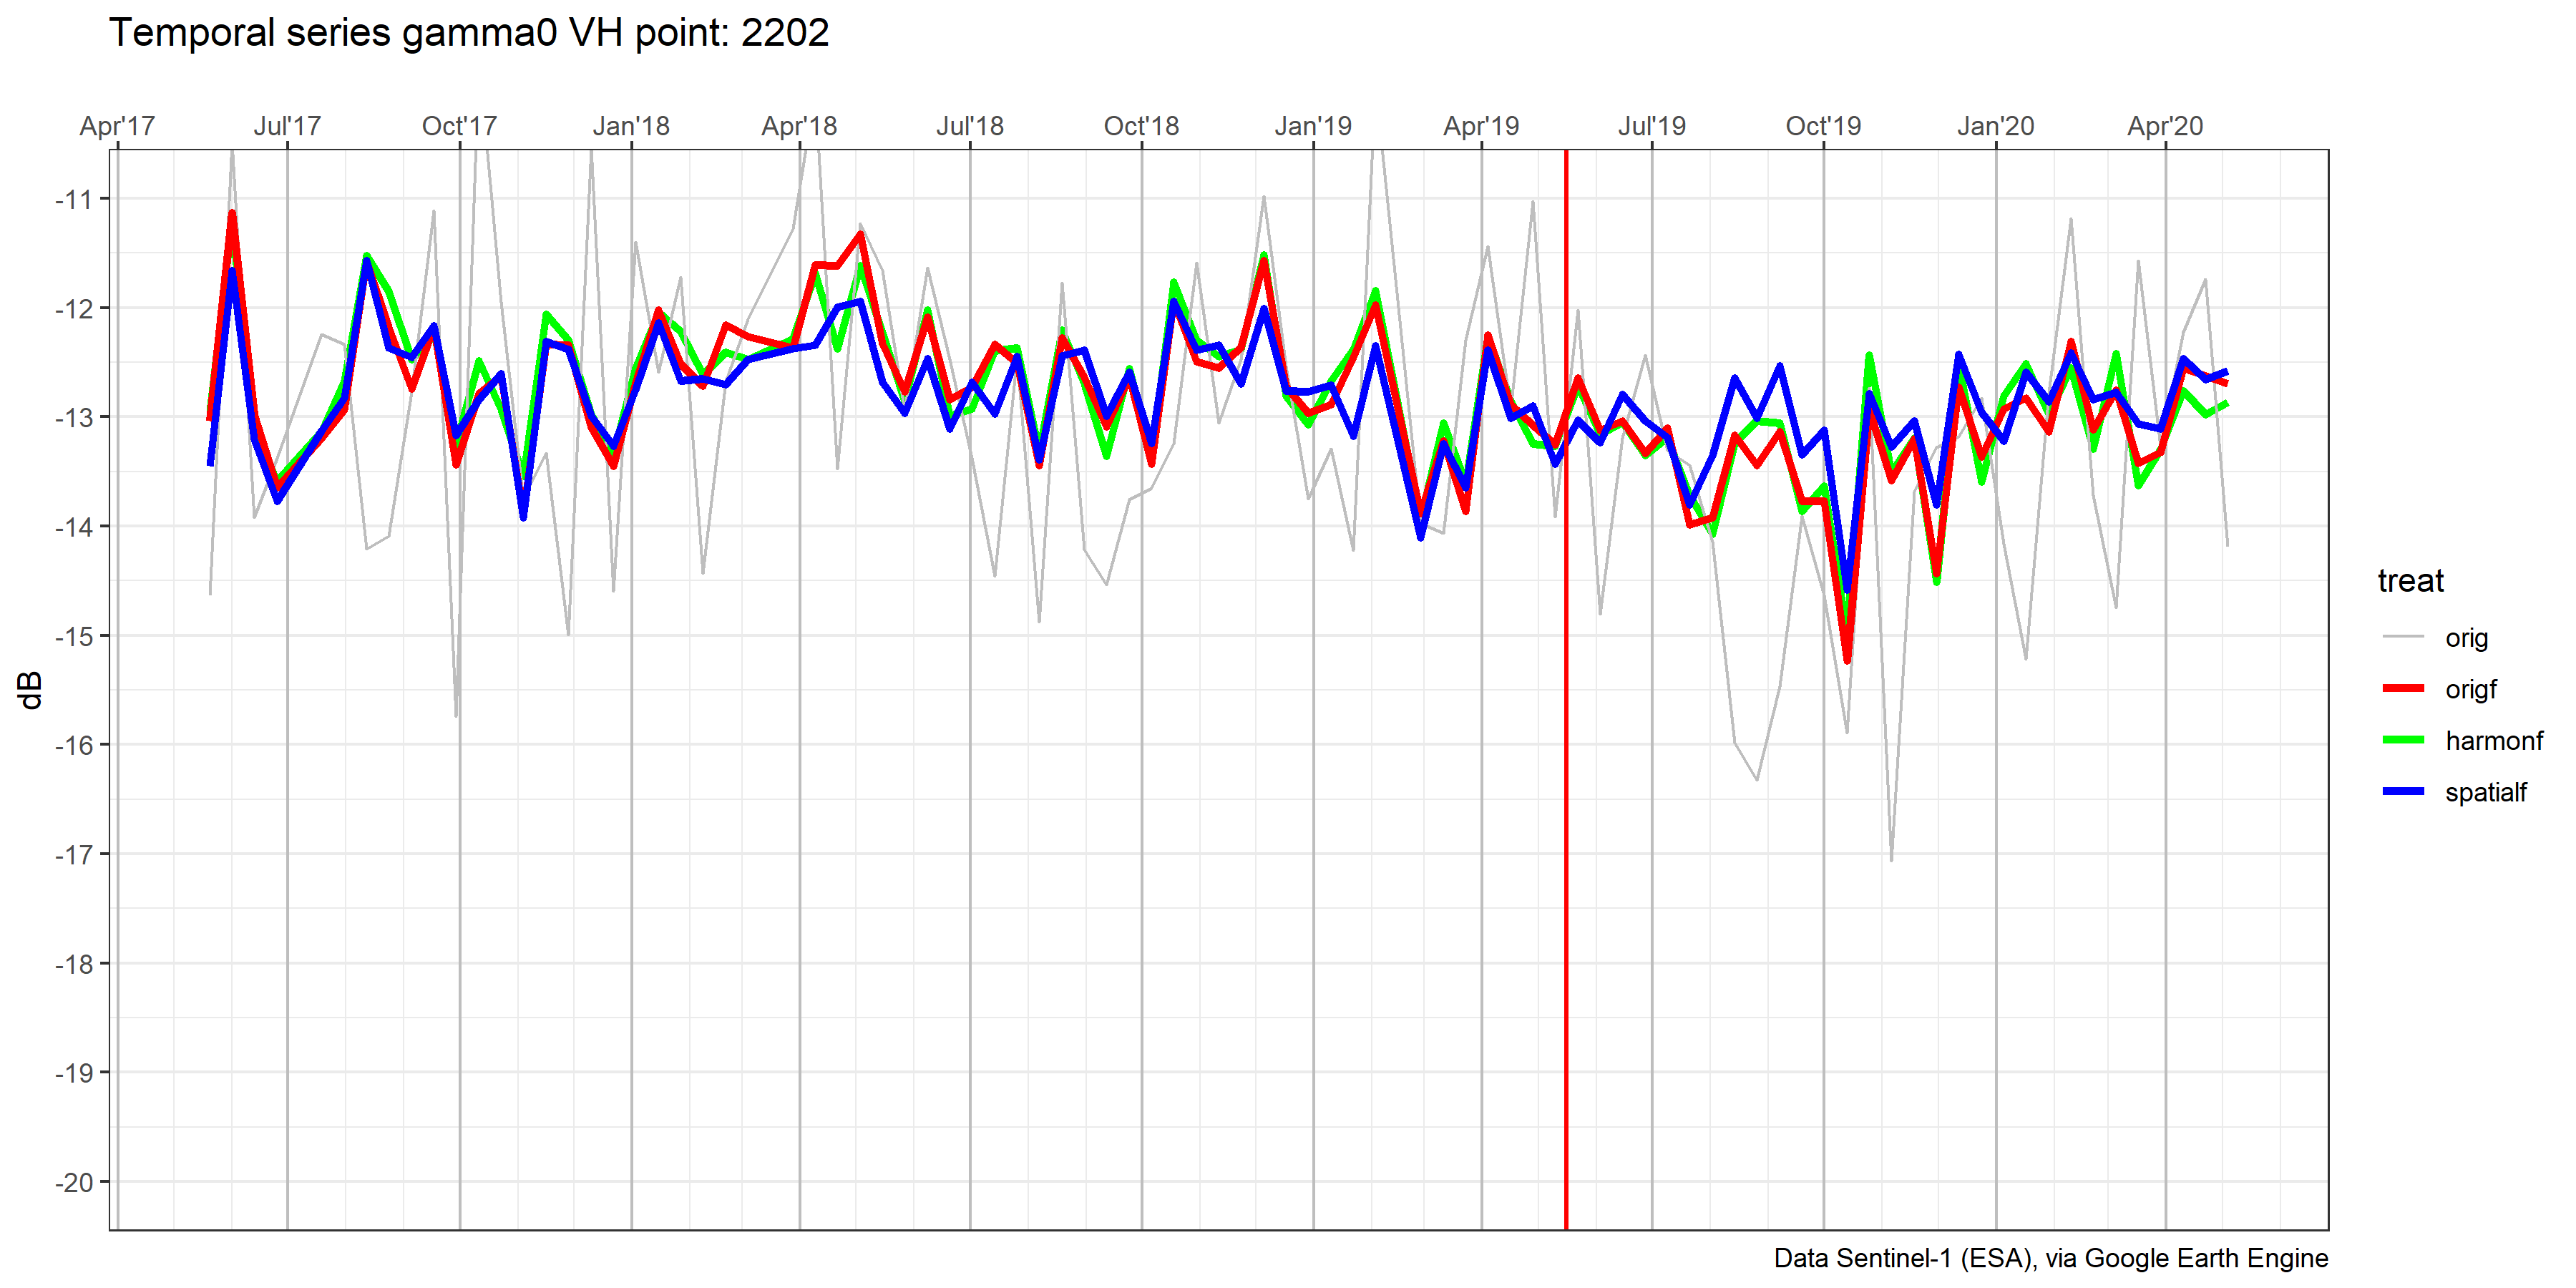 Temporal series gamma0 VH point: 2202
Apr'17 Jul'17 Oct'17 Jan'18 Apr'18 Jul'18 Oct'18 Jan'19 Apr'19 Jul'19 Oct'19 Jan'20 Apr'20
-11
-12
-13
-14
-15
-16
-17
-18
-19
-20
dB
treat
orig
origf
harmonf
spatialf
Data Sentinel-1 (ESA), via Google Earth Engine